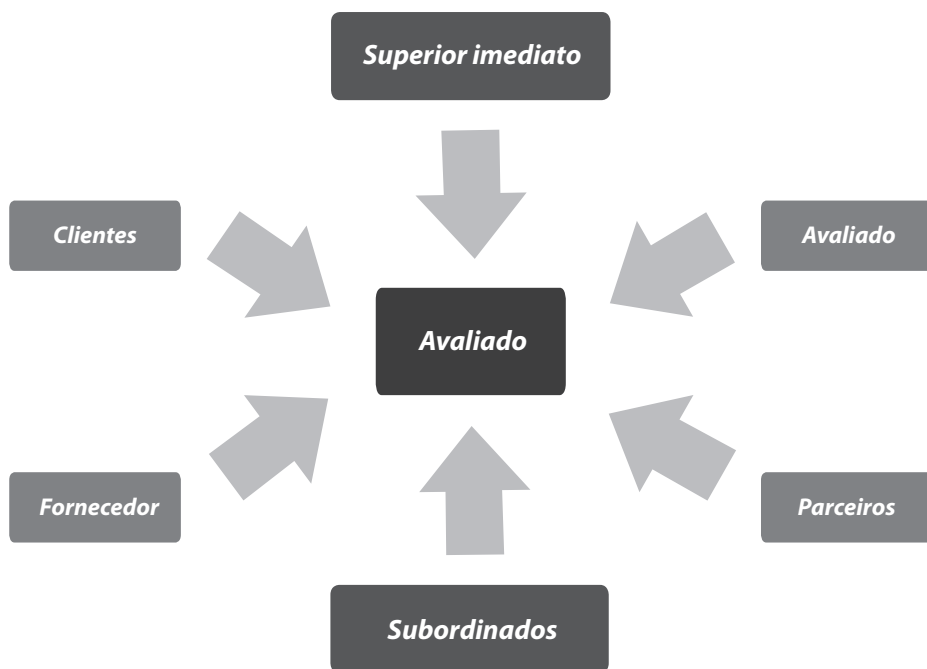 Superior imediato
Clientes
Avaliado
Avaliado
Fornecedor
Parceiros
Subordinados